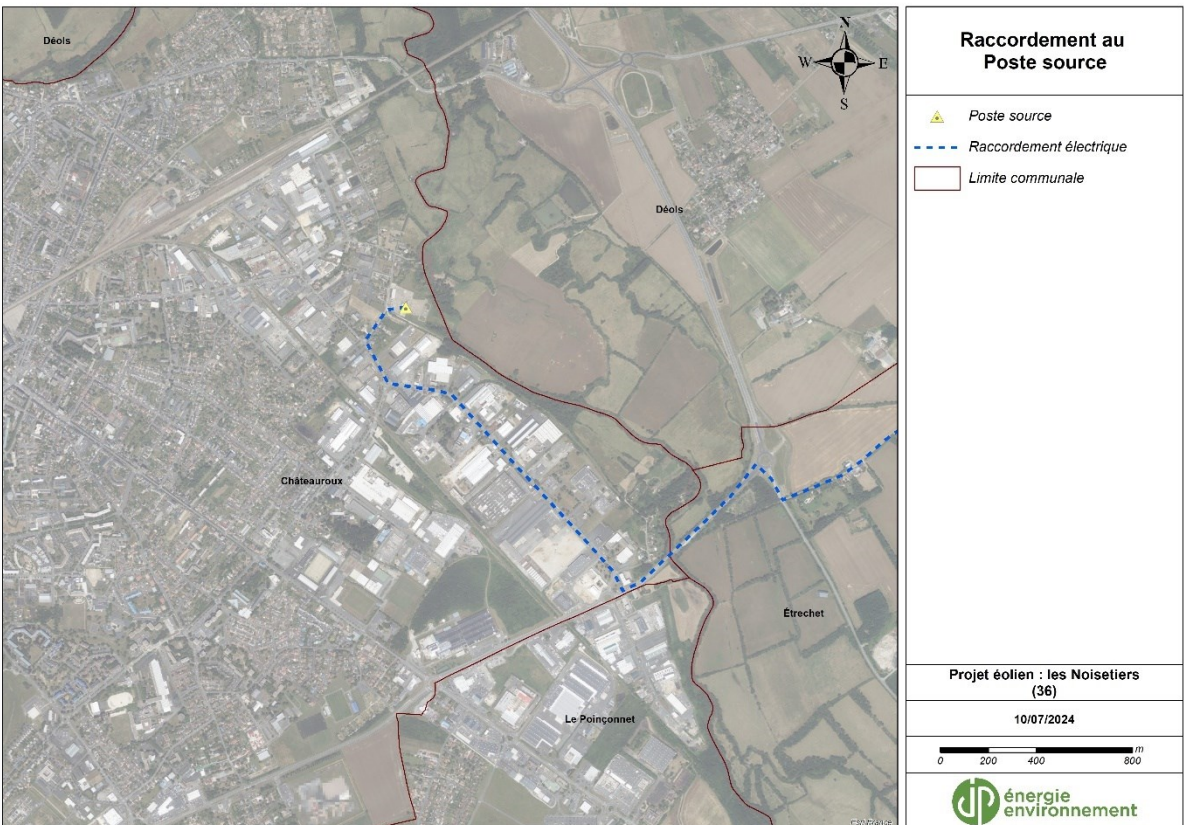 Déols
N
W
E
S
Déols
Châteauroux
Étrechet
Le Poinçonnet
Raccordement au
Poste source
Poste source
Raccordement électrique
Limite communale
Projet éolien : les Noisetiers
(36)
10/07/2024
m
0 200 400 800
JP énergie
environnement